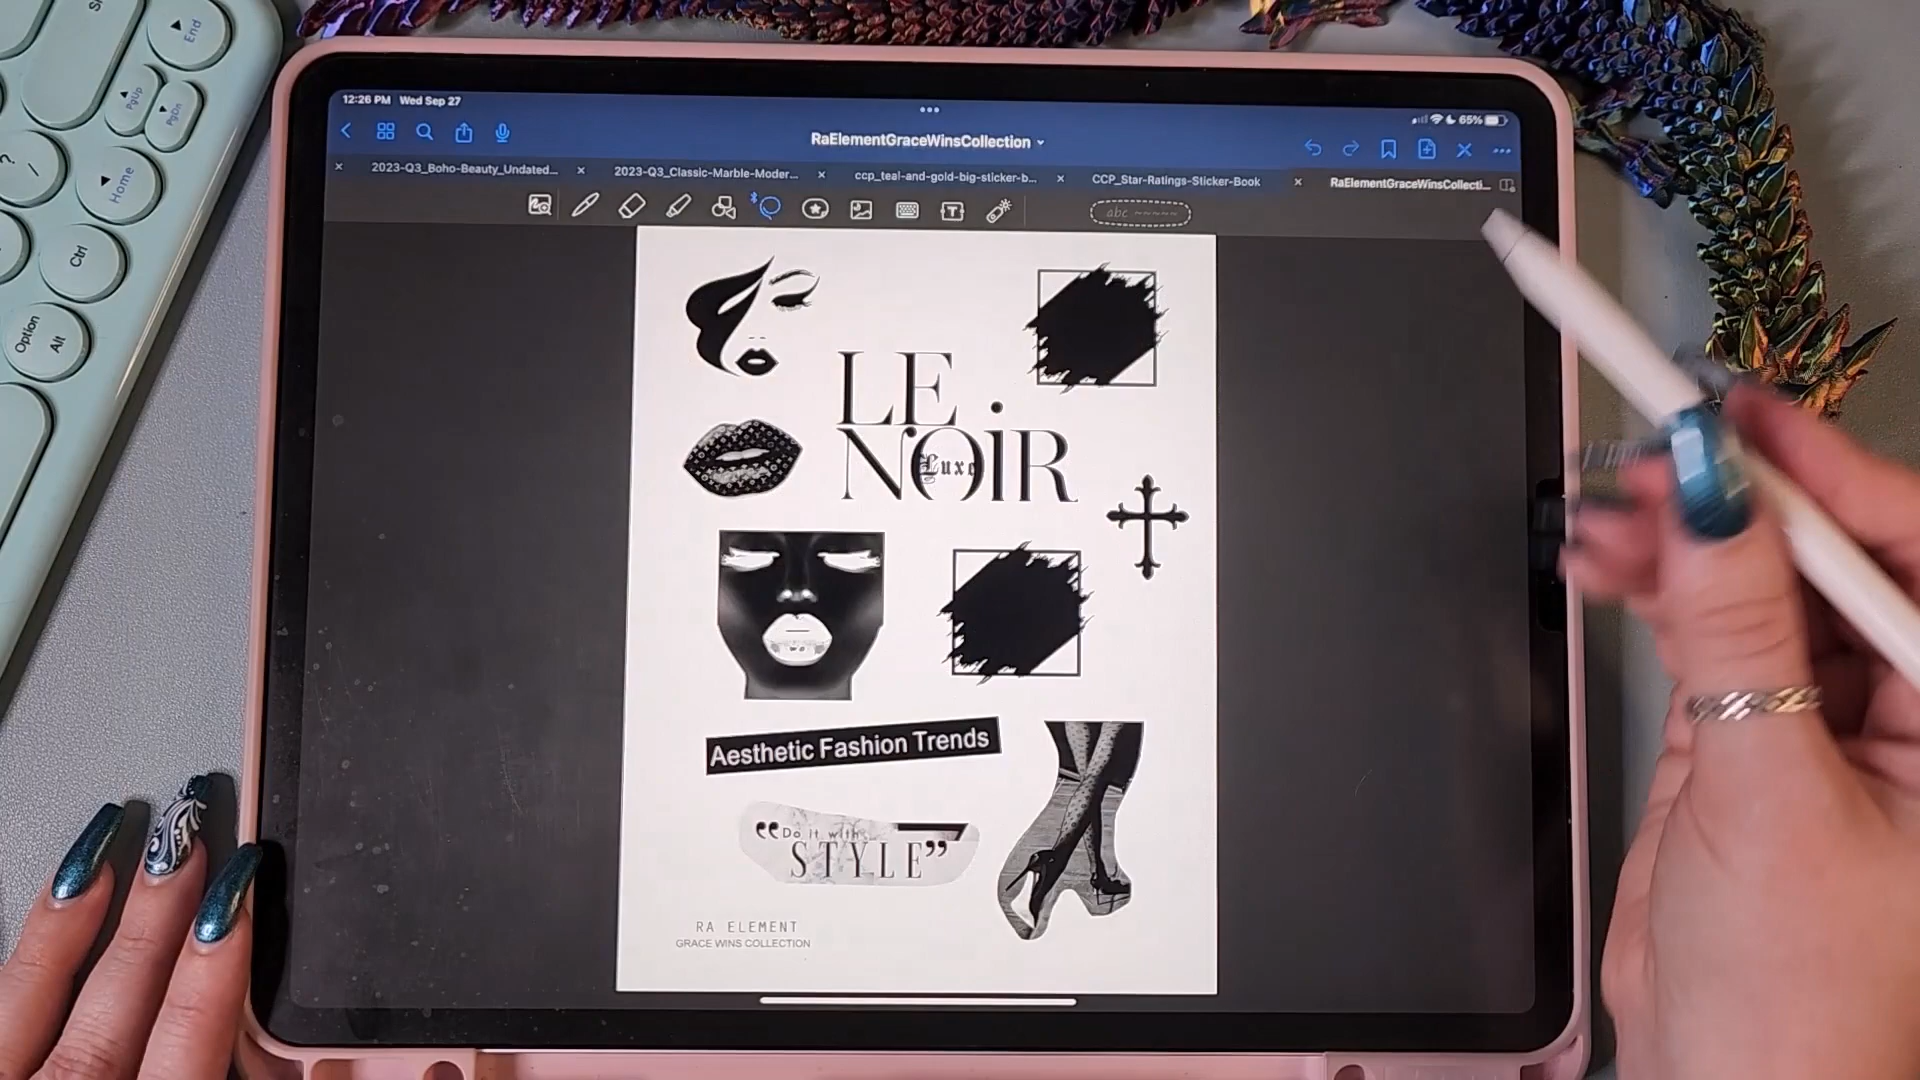 End
PgUp
PgDn
Home
? /
Ctrl
Option
Alt
12:26 PM Wed Sep 27
65%
RaElementGraceWinsCollection
2023-Q3_Boho-Beauty_Undated...
2023-Q3_Classic-Marble-Moder...
ccp_teal-and-gold-big-sticker-b...
CCP_Star-Ratings-Sticker-Book
RaElementGraceWinsCollecti...
abc
LE
NOIR
Luxe
Aesthetic Fashion Trends
“Do it with...
STYLE”
RA ELEMENT
GRACE WINS COLLECTION